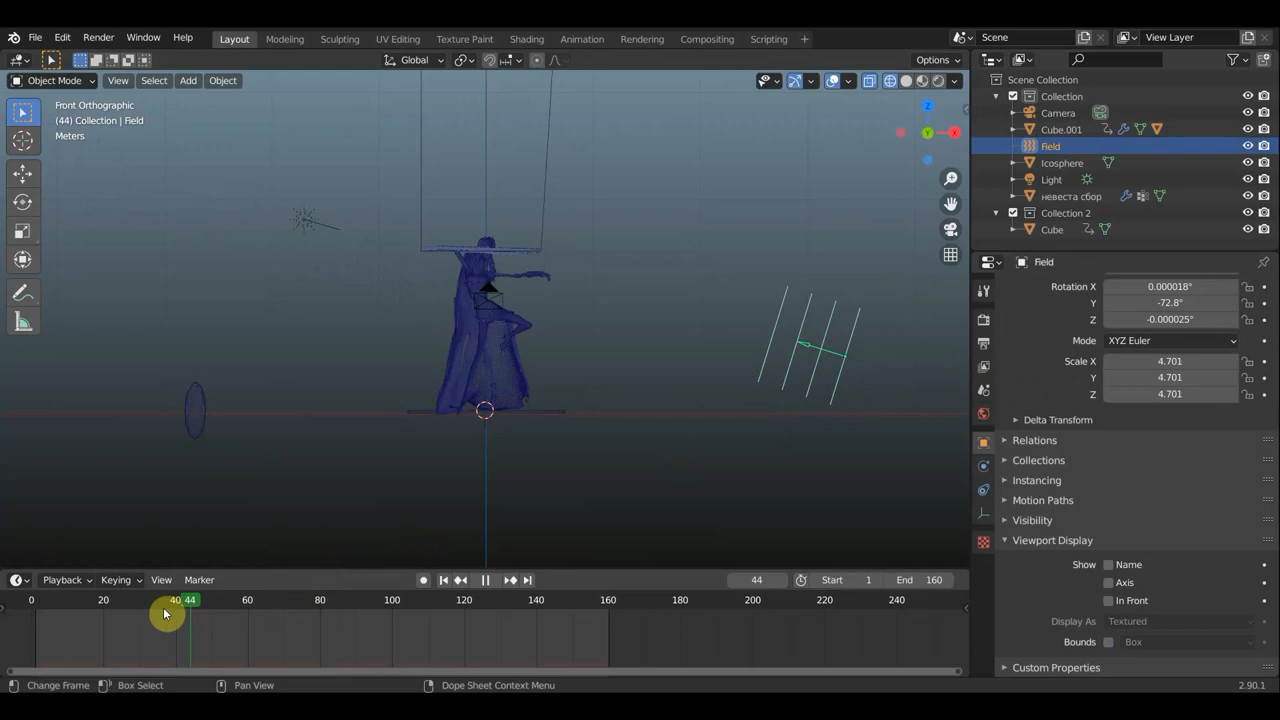 File Edit Render Window Help Layout Modeling Sculpting UV Editing Texture Paint Shading Animation Rendering Compositing Scripting + Scene View Layer
Global Options
Object Mode View Select Add Object
Front Orthographic
(44) Collection | Field
Meters
Z
Y
X
Scene Collection
Collection
Camera
Cube.001
Field
Icosphere
Light
невеста сбор
Collection 2
Cube
Field
Rotation X 0.000018°
Y -72.8°
Z -0.000025°
Mode XYZ Euler
Scale X 4.701
Y 4.701
Z 4.701
Delta Transform
Relations
Collections
Instancing
Motion Paths
Visibility
Viewport Display
Show Name
Axis
In Front
Display As Textured
Bounds Box
Custom Properties
Playback Keying View Marker 44 Start 1 End 160
0 20 40 44 60 80 100 120 140 160 180 200 220 240
Change Frame Box Select Pan View Dope Sheet Context Menu 2.90.1